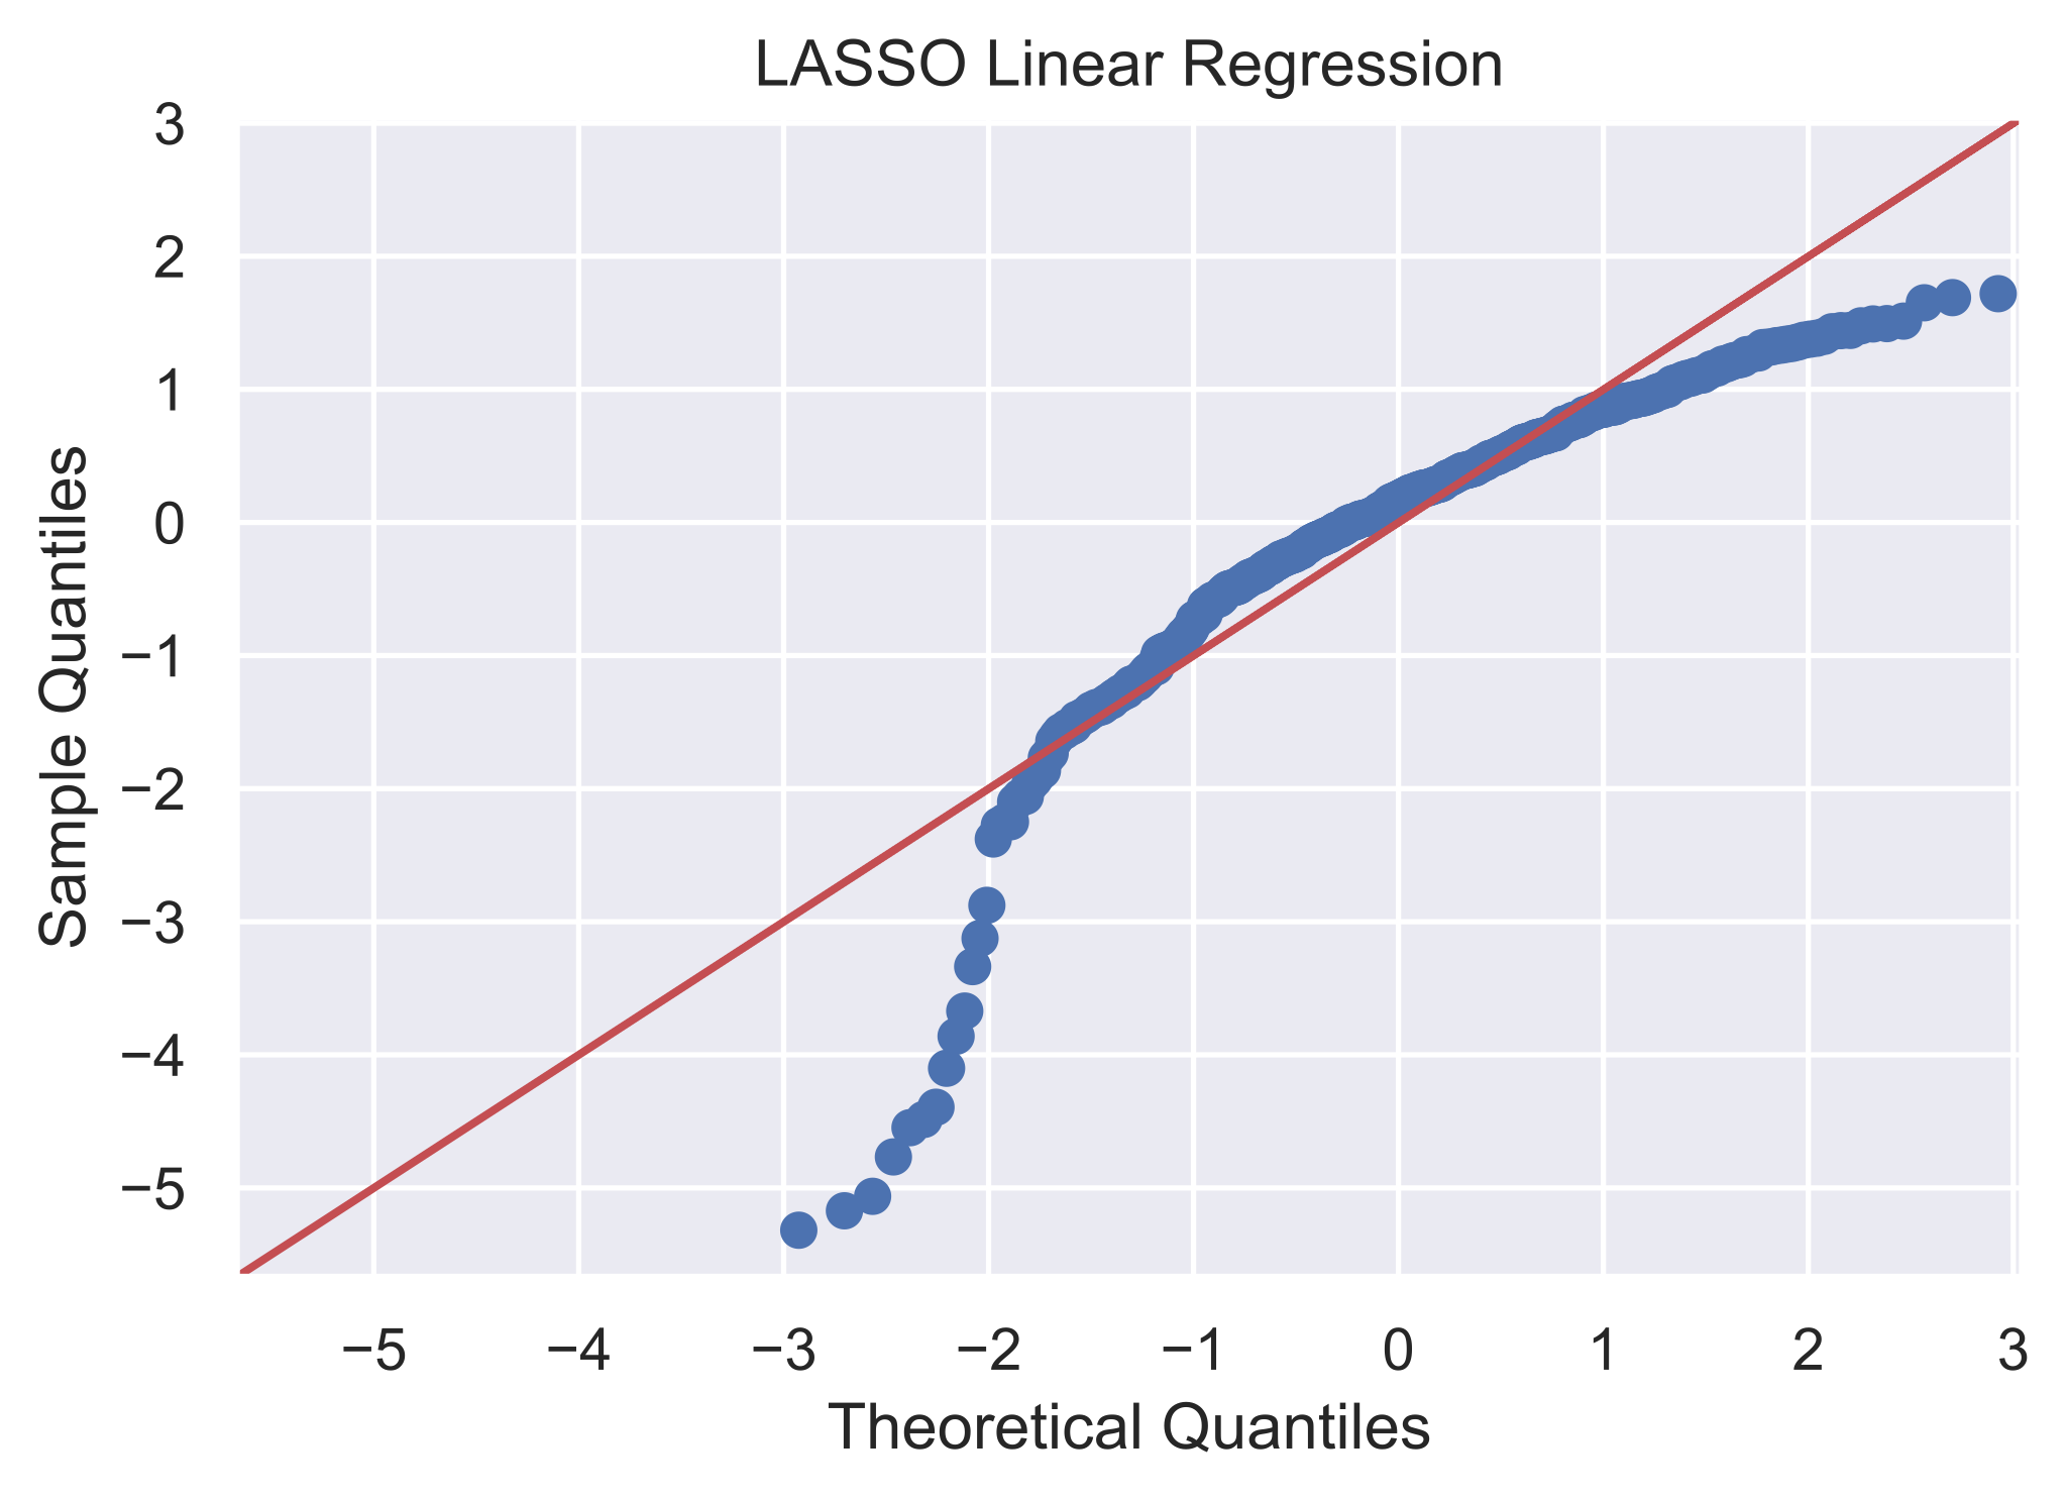 LASSO Linear Regression
3
2
1
0
−1
−2
−3
−4
−5
Sample Quantiles
−5 −4 −3 −2 −1 0 1 2 3
Theoretical Quantiles